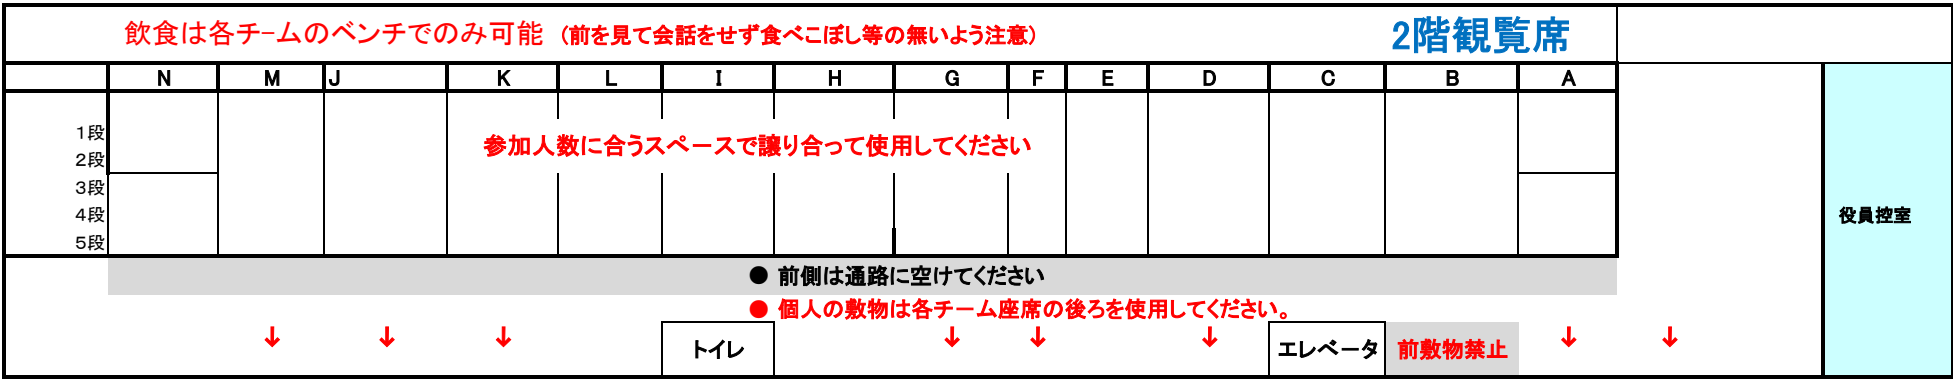 飲食は各チームのベンチでのみ可能 (前を見て会話をせず食べこぼし等の無いよう注意) 2階観覧席
N M J K L I H G F E D C B A
1段
参加人数に合うスペースで譲り合って使用してください
2段
3段
4段
5段
役員控室
● 前側は通路に空けてください
● 個人の敷物は各チーム座席の後ろを使用してください。
↓ ↓ ↓ トイレ ↓ ↓ ↓ エレベータ 前敷物禁止 ↓ ↓